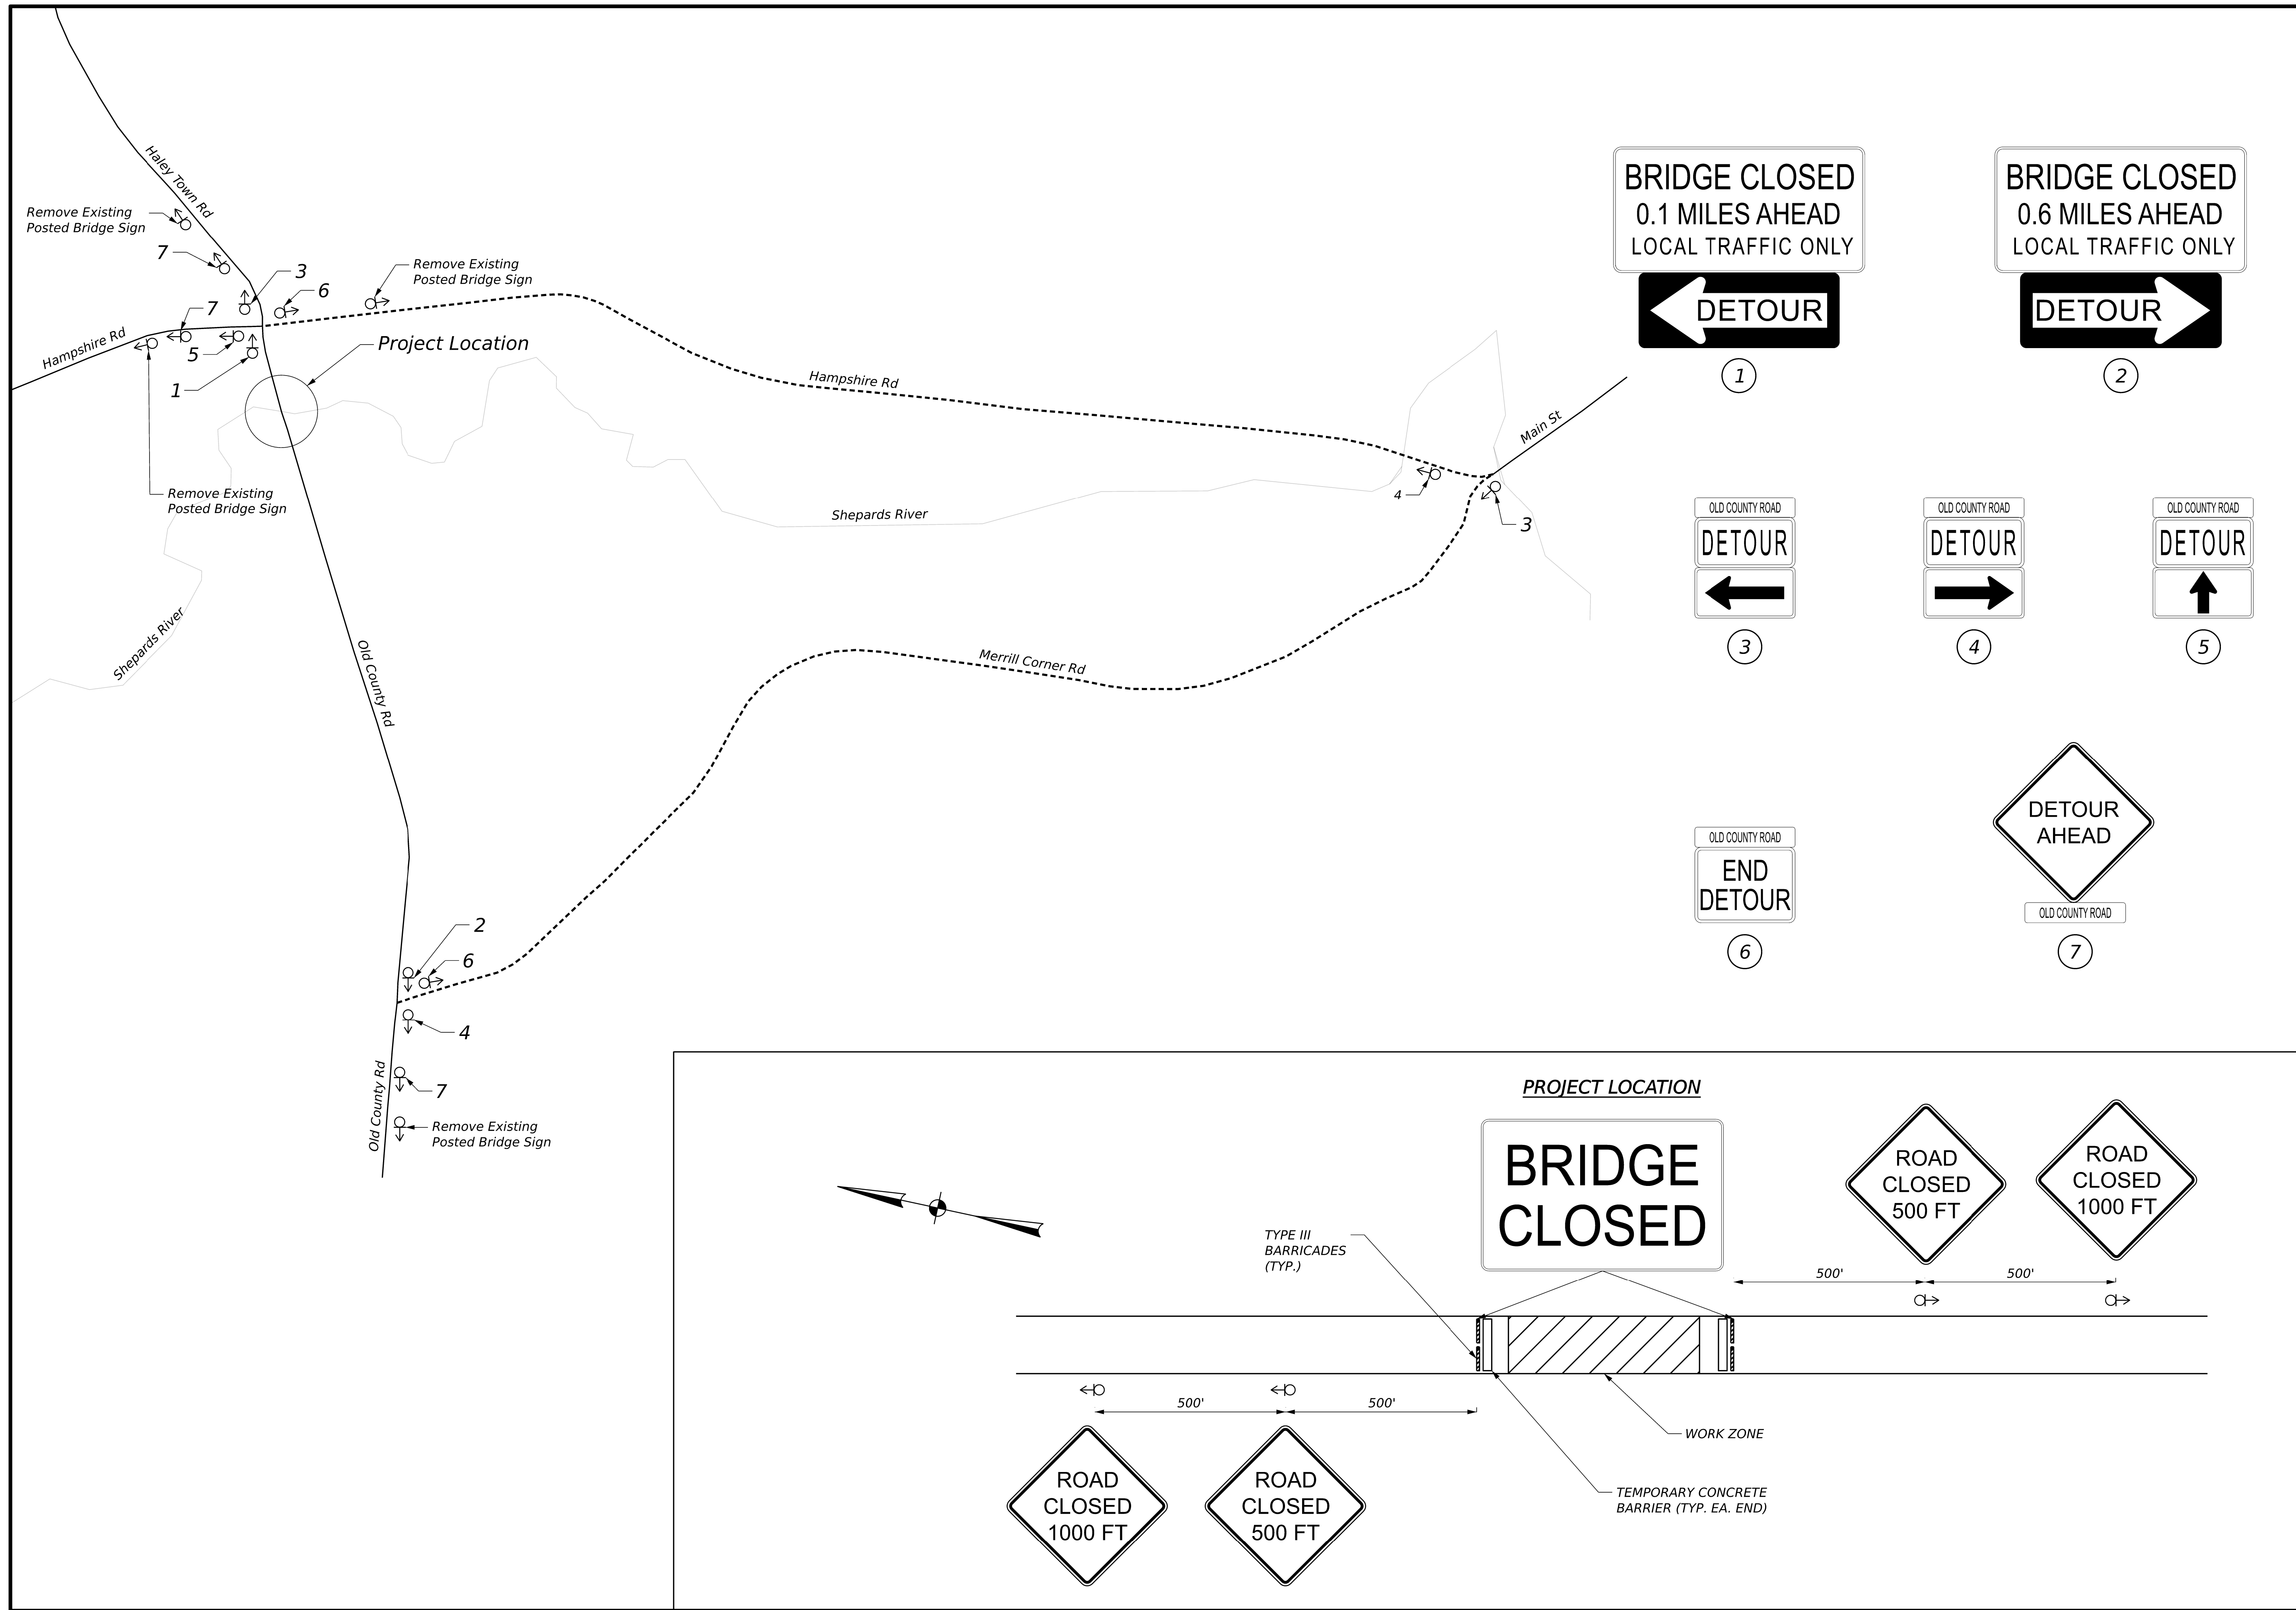 Haley Town Rd
Remove Existing
Posted Bridge Sign
7
3
6
Remove Existing
Posted Bridge Sign
7
Hampshire Rd
5
1
Project Location
Hampshire Rd
Main St
4
3
Remove Existing
Posted Bridge Sign
Shepards River
Shepards River
Old County Rd
Merrill Corner Rd
2
6
4
7
Old County Rd
Remove Existing
Posted Bridge Sign
BRIDGE CLOSED
0.1 MILES AHEAD
LOCAL TRAFFIC ONLY
DETOUR
1
BRIDGE CLOSED
0.6 MILES AHEAD
LOCAL TRAFFIC ONLY
DETOUR
2
OLD COUNTY ROAD
DETOUR
3
OLD COUNTY ROAD
DETOUR
4
OLD COUNTY ROAD
DETOUR
5
OLD COUNTY ROAD
END
DETOUR
6
DETOUR
AHEAD
OLD COUNTY ROAD
7
PROJECT LOCATION
BRIDGE
CLOSED
ROAD
CLOSED
500 FT
ROAD
CLOSED
1000 FT
TYPE III
BARRICADES
(TYP.)
500'
500'
500'
500'
WORK ZONE
TEMPORARY CONCRETE
BARRIER (TYP. EA. END)
ROAD
CLOSED
1000 FT
ROAD
CLOSED
500 FT